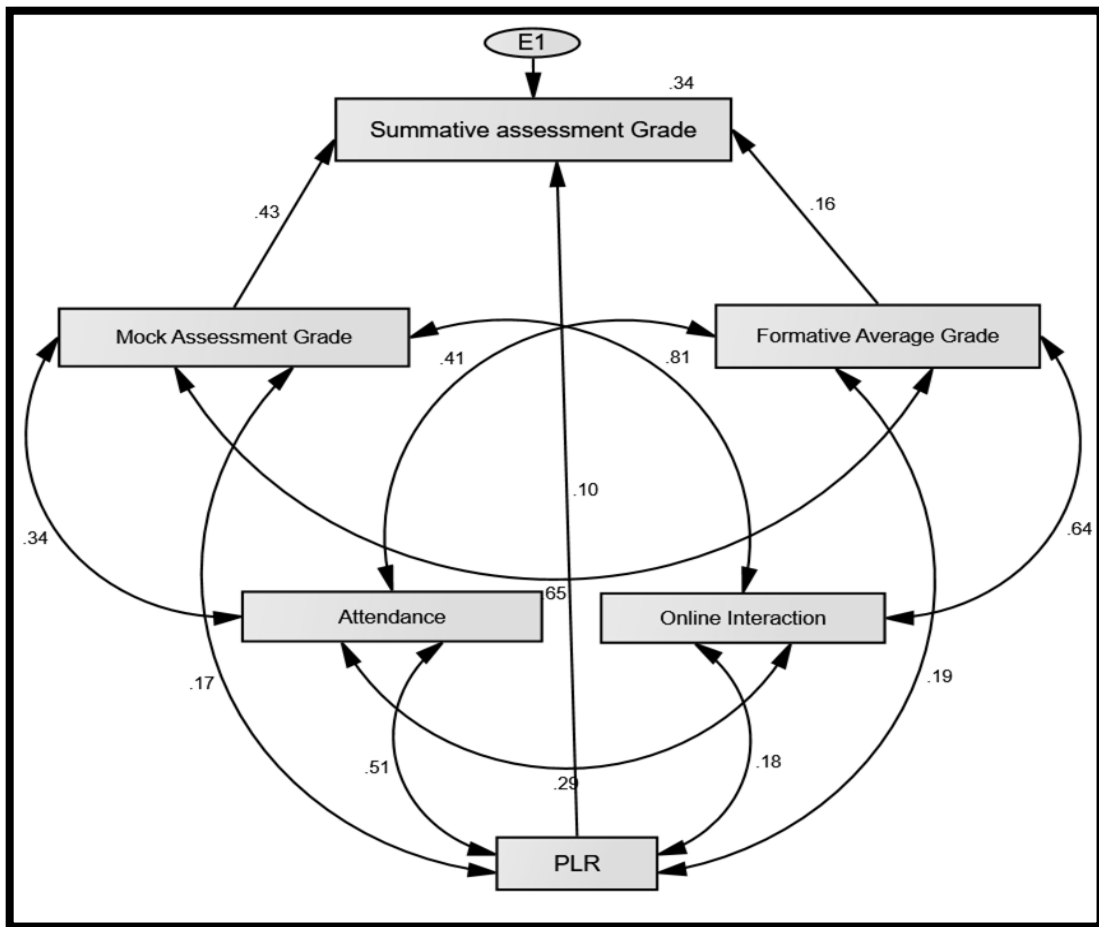 E1
.34
Summative assessment Grade
.43
.16
Mock Assessment Grade
Formative Average Grade
.41
.81
.10
.34
.64
.65
Attendance
Online Interaction
.17
.19
.51
.18
.29
PLR